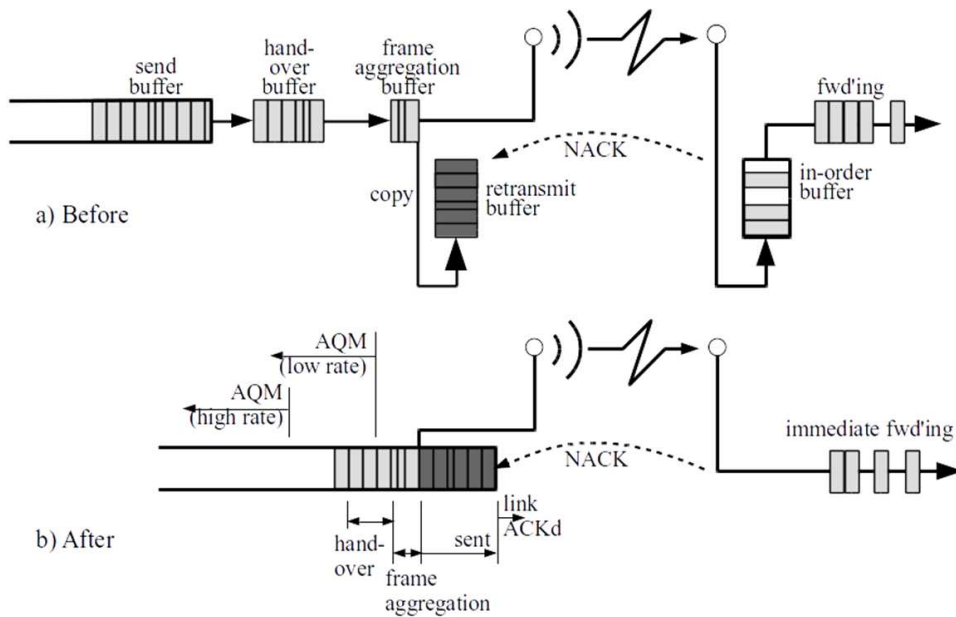 send
buffer
hand-
over
buffer
frame
aggregation
buffer
fwd'ing
NACK
copy
retransmit
buffer
in-order
buffer
a) Before
AQM
(low rate)
AQM
(high rate)
immediate fwd'ing
NACK
link
ACKd
b) After
hand-
over
sent
frame
aggregation